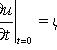 ∂u/∂t|_{t=0} = ς